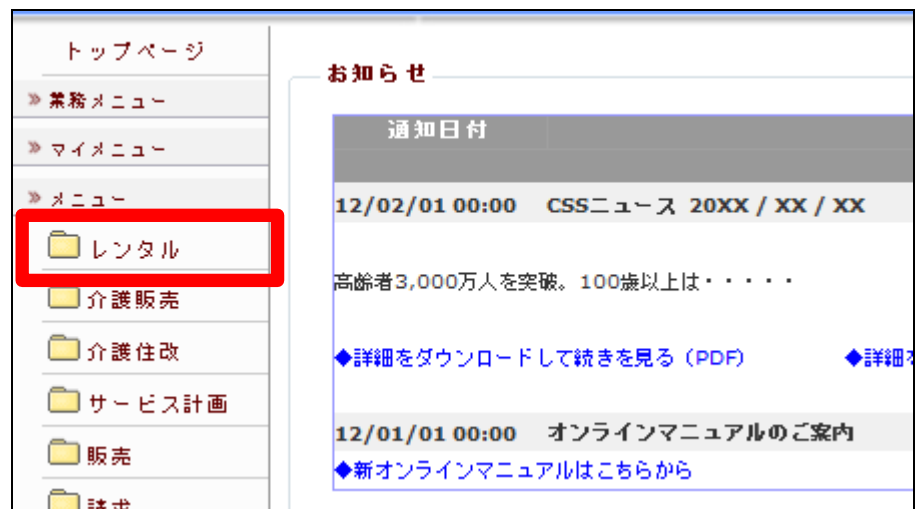 トップページ
» 業務メニュー
» マイメニュー
» メニュー
レンタル
介護販売
介護住改
サービス計画
販売
請求
お知らせ
通知日付
12/02/01 00:00 CSSニュース 20XX / XX / XX
高齢者3,000万人を突破。100歳以上は・・・・・
◆詳細をダウンロードして続きを見る（PDF） ◆詳細
12/01/01 00:00 オンラインマニュアルのご案内
◆新オンラインマニュアルはこちらから